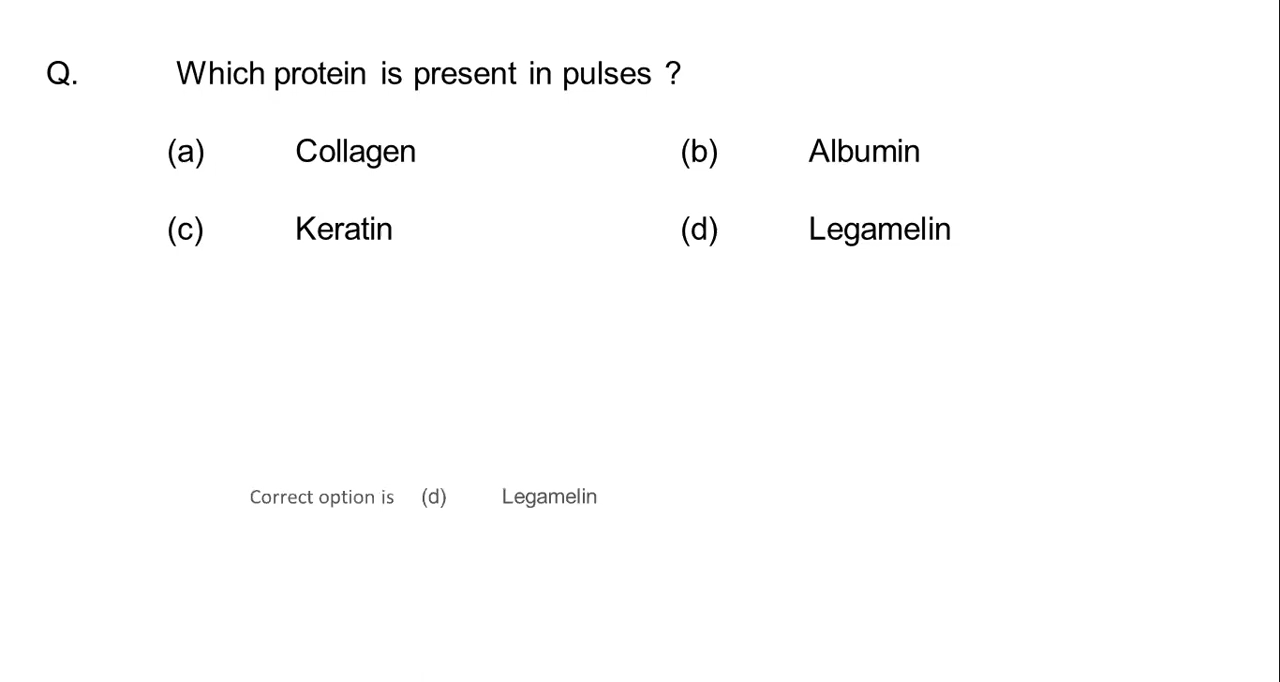 Q. Which protein is present in pulses ?
(a) Collagen (b) Albumin
(c) Keratin (d) Legamelin
Correct option is (d) Legamelin